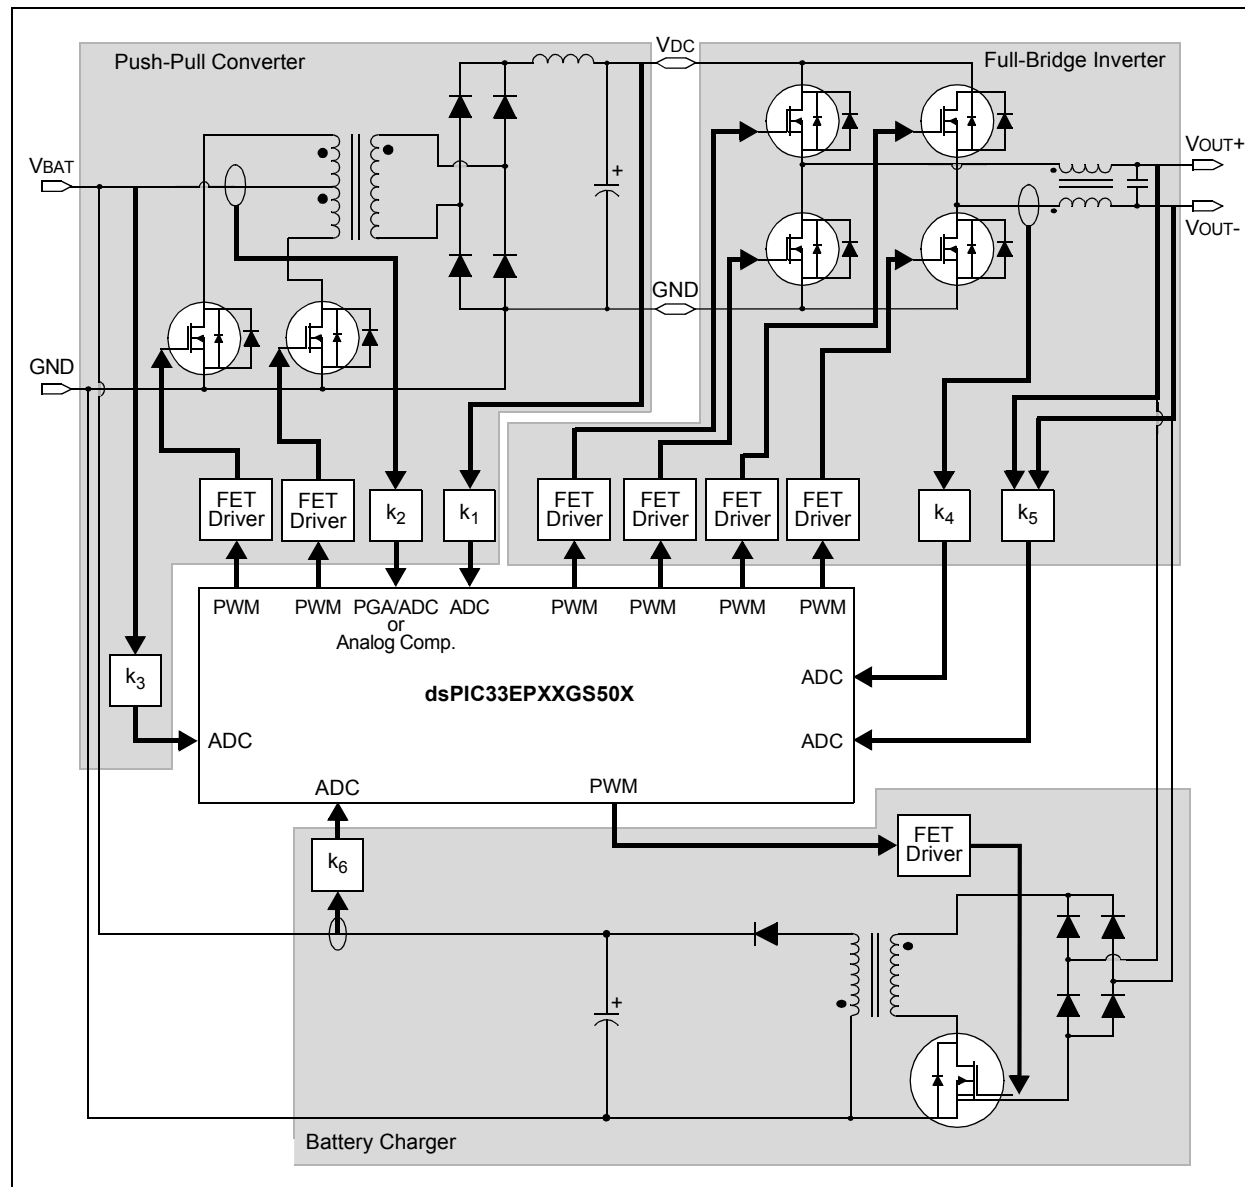 Push-Pull Converter
VDC
Full-Bridge Inverter
VBAT
+
VOUT+
VOUT-
GND
GND
FET
Driver
FET
Driver
k2
k1
FET
Driver
FET
Driver
FET
Driver
FET
Driver
k4
k5
PWM
PWM
PGA/ADC
or
Analog Comp.
ADC
PWM
PWM
PWM
PWM
k3
ADC
dsPIC33EPXXGS50X
ADC
ADC
ADC
PWM
k6
FET
Driver
+
Battery Charger